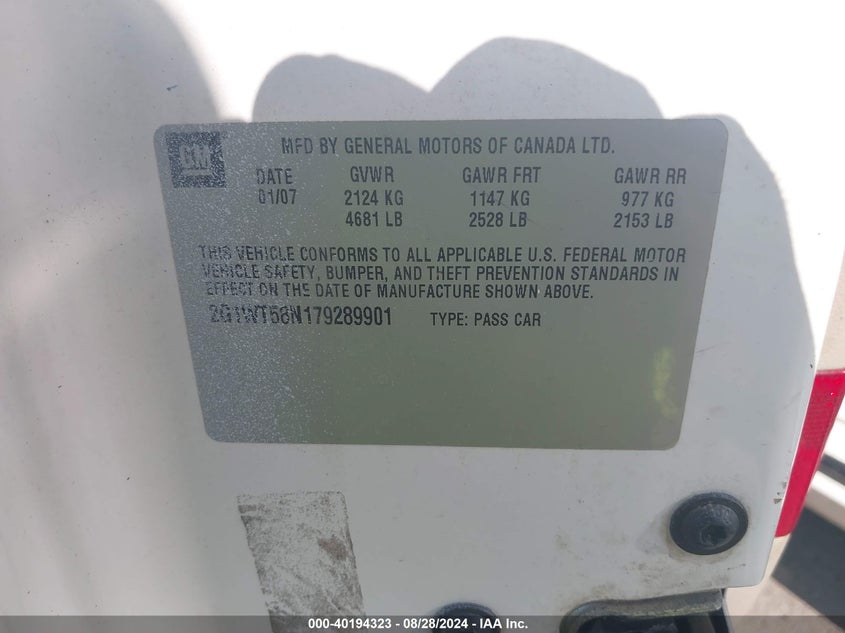 GM
MFD BY GENERAL MOTORS OF CANADA LTD.
DATE GVWR GAWR FRT GAWR RR
01/07 2124 KG 1147 KG 977 KG
4681 LB 2528 LB 2153 LB
THIS VEHICLE CONFORMS TO ALL APPLICABLE U.S. FEDERAL MOTOR
VEHICLE SAFETY, BUMPER, AND THEFT PREVENTION STANDARDS IN
EFFECT ON THE DATE OF MANUFACTURE SHOWN ABOVE.
2G1WT58N179289901 TYPE: PASS CAR
000-40194323 - 08/28/2024 - IAA Inc.